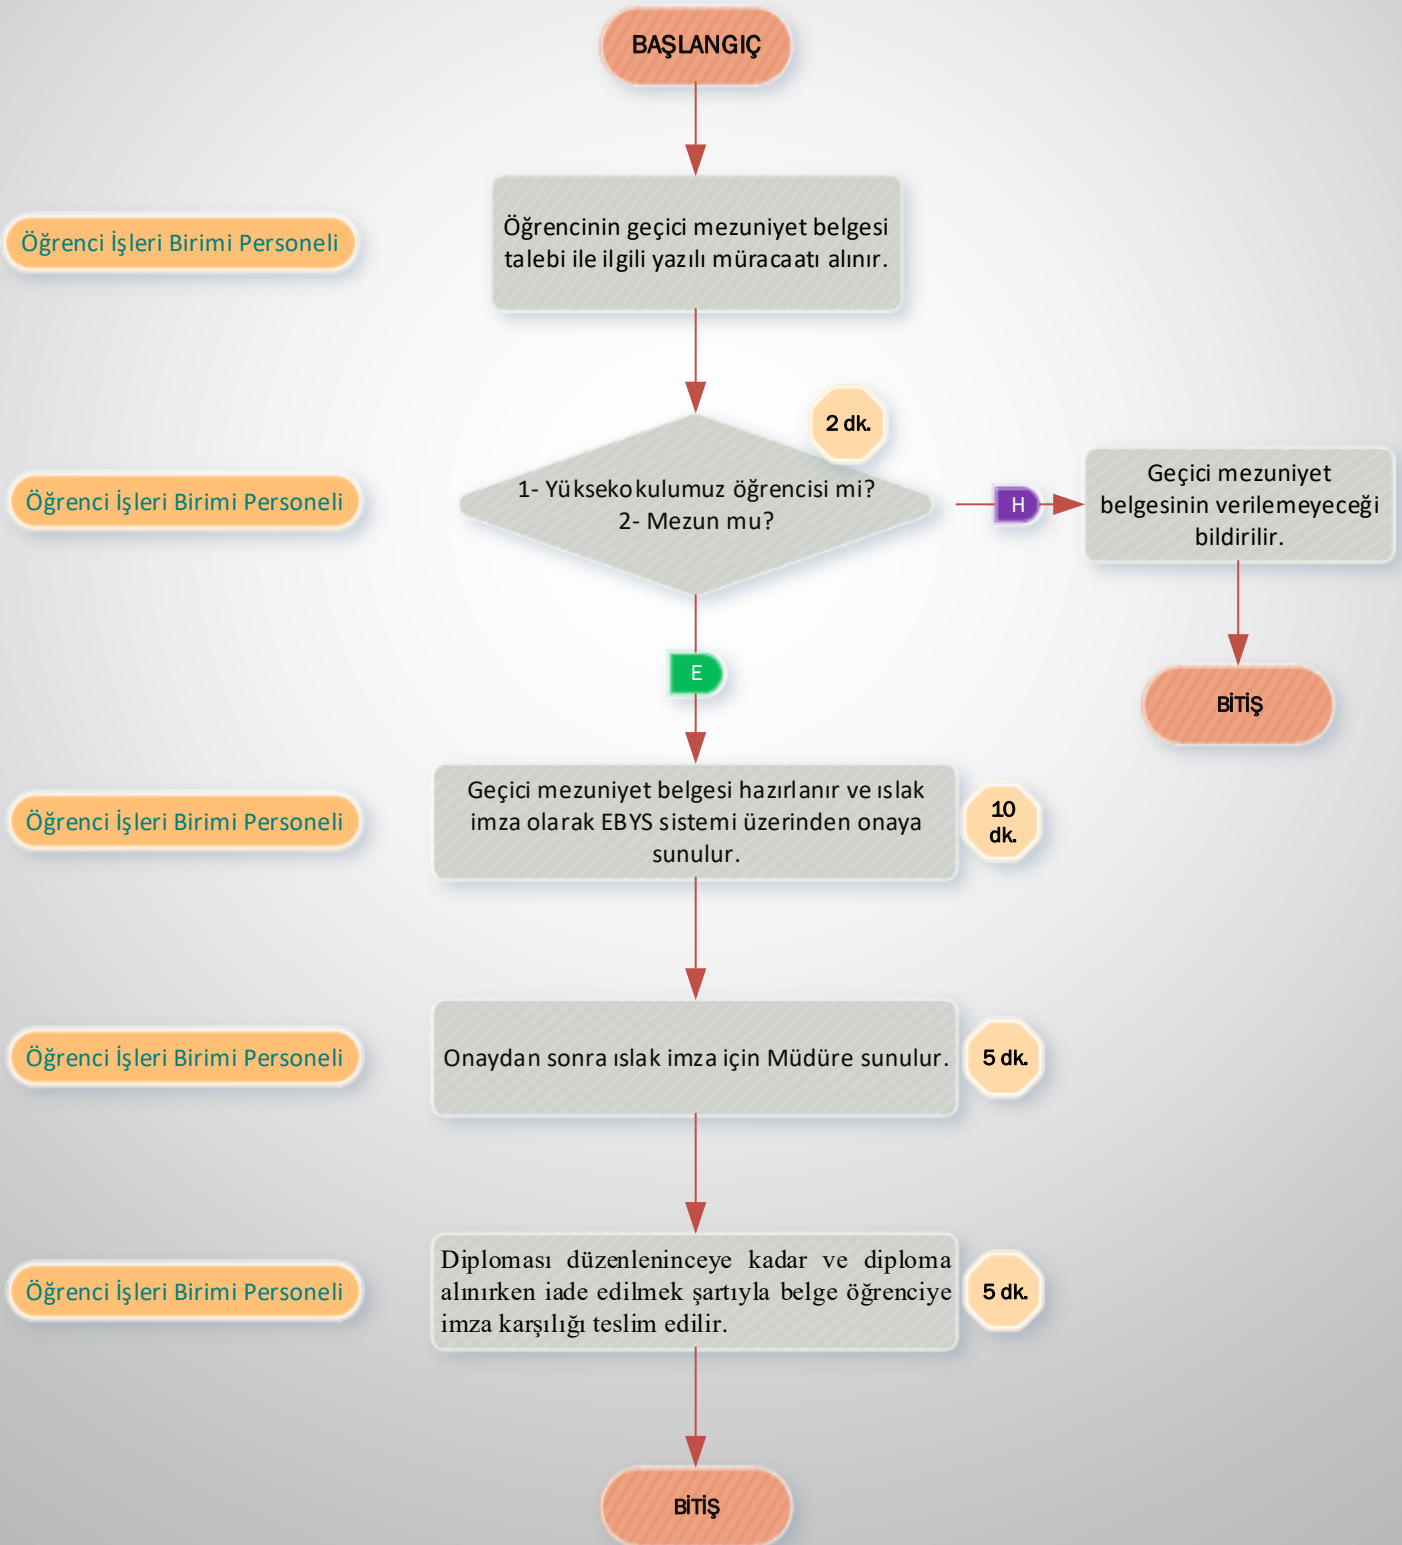 BAŞLANGIÇ
Öğrenci İşleri Birimi Personeli
Öğrencinin geçici mezuniyet belgesi
talebi ile ilgili yazılı müracaatı alınır.
2 dk.
Öğrenci İşleri Birimi Personeli
1- Yüksekokulumuz öğrencisi mi?
2- Mezun mu?
H
Geçici mezuniyet
belgesinin verilemeyeceği
bildirilir.
E
BİTİŞ
Öğrenci İşleri Birimi Personeli
Geçici mezuniyet belgesi hazırlanır ve ıslak
imza olarak EBYS sistemi üzerinden onaya
sunulur.
10
dk.
Öğrenci İşleri Birimi Personeli
Onaydan sonra ıslak imza için Müdüre sunulur.
5 dk.
Öğrenci İşleri Birimi Personeli
Diploması düzenleninceye kadar ve diploma
alınırken iade edilmek şartıyla belge öğrenciye
imza karşılığı teslim edilir.
5 dk.
BİTİŞ